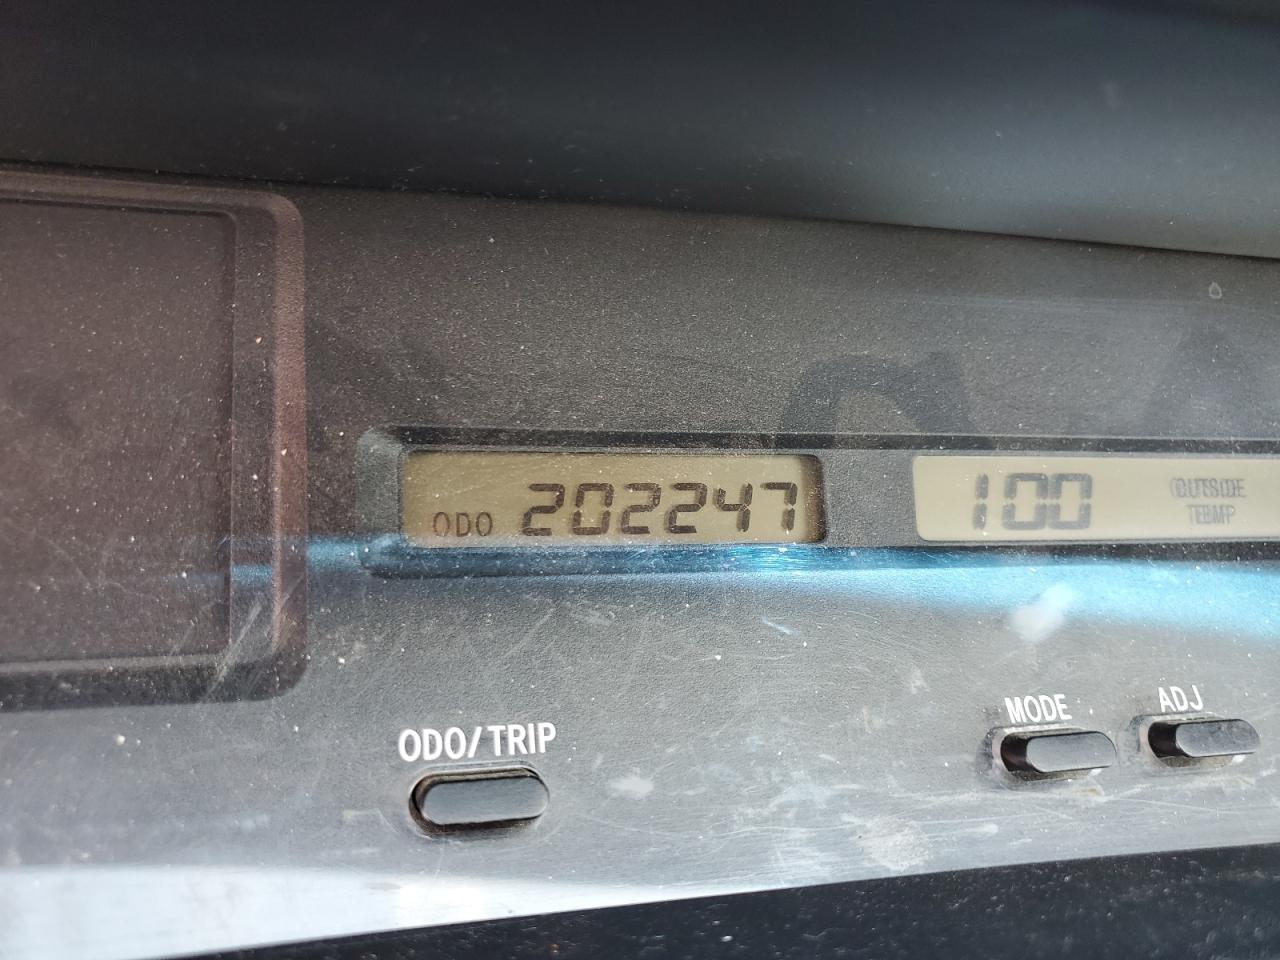 ODO 202247
100 OUTSIDE
TEMP
ODO/TRIP
MODE
ADJ